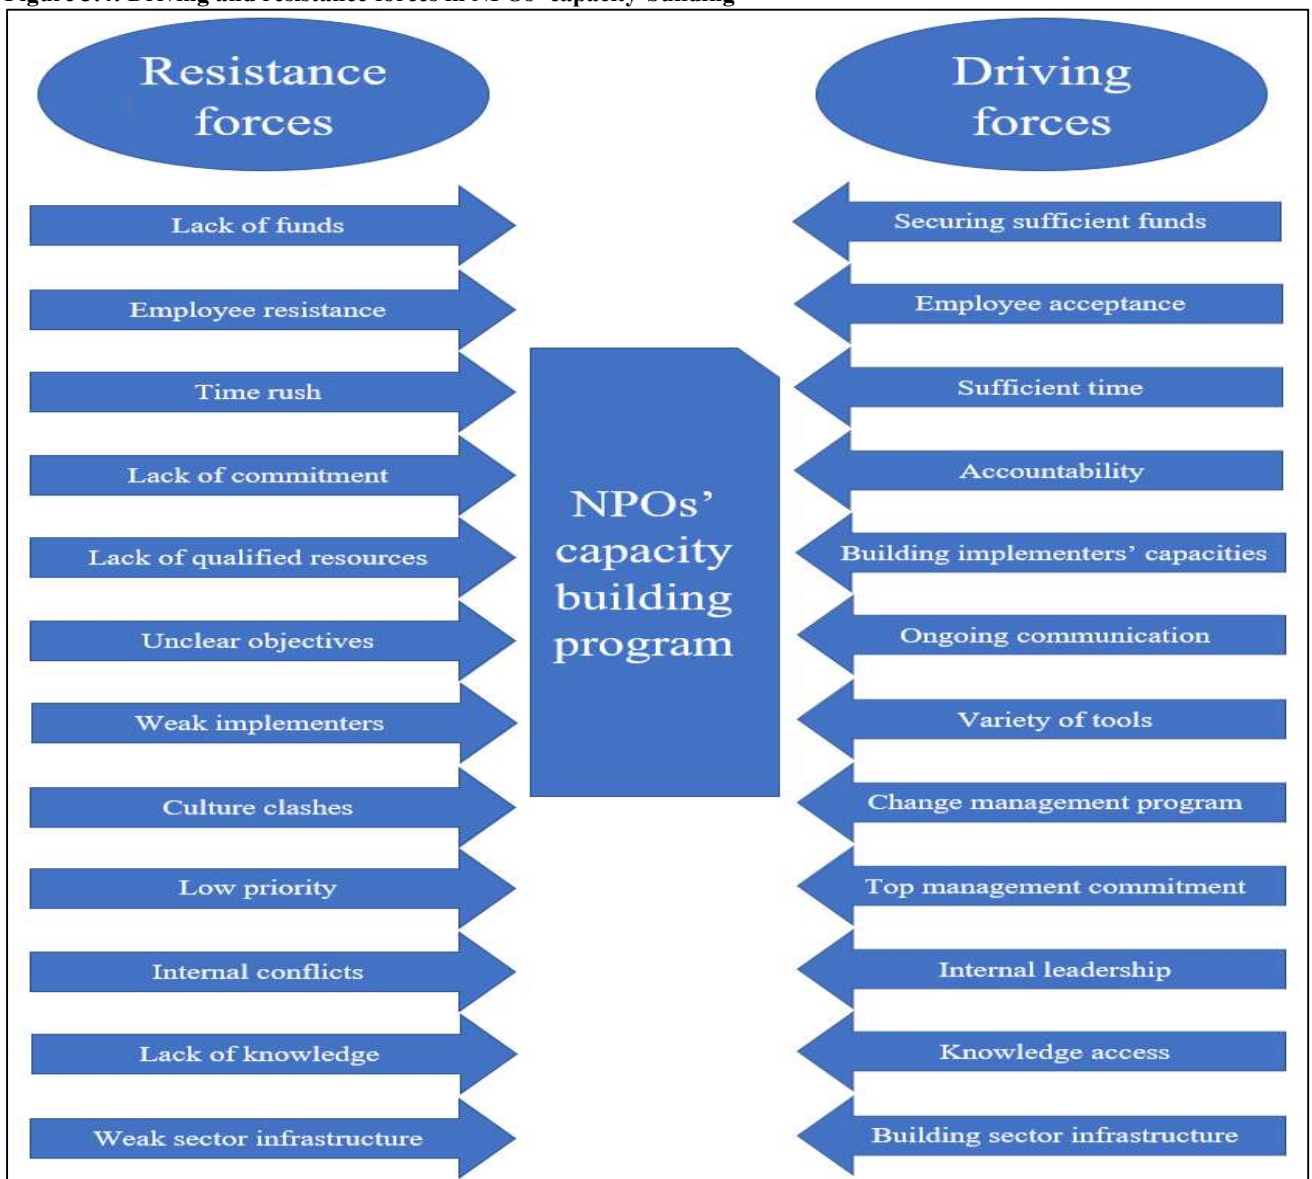 Resistance
forces
Driving
forces
Lack of funds
Securing sufficient funds
Employee resistance
Employee acceptance
Time rush
Sufficient time
Lack of commitment
Accountability
Lack of qualified resources
Building implementers’ capacities
Unclear objectives
Ongoing communication
Weak implementers
Variety of tools
Culture clashes
Change management program
Low priority
Top management commitment
Internal conflicts
Internal leadership
Lack of knowledge
Knowledge access
Weak sector infrastructure
Building sector infrastructure
NPOs’
capacity
building
program